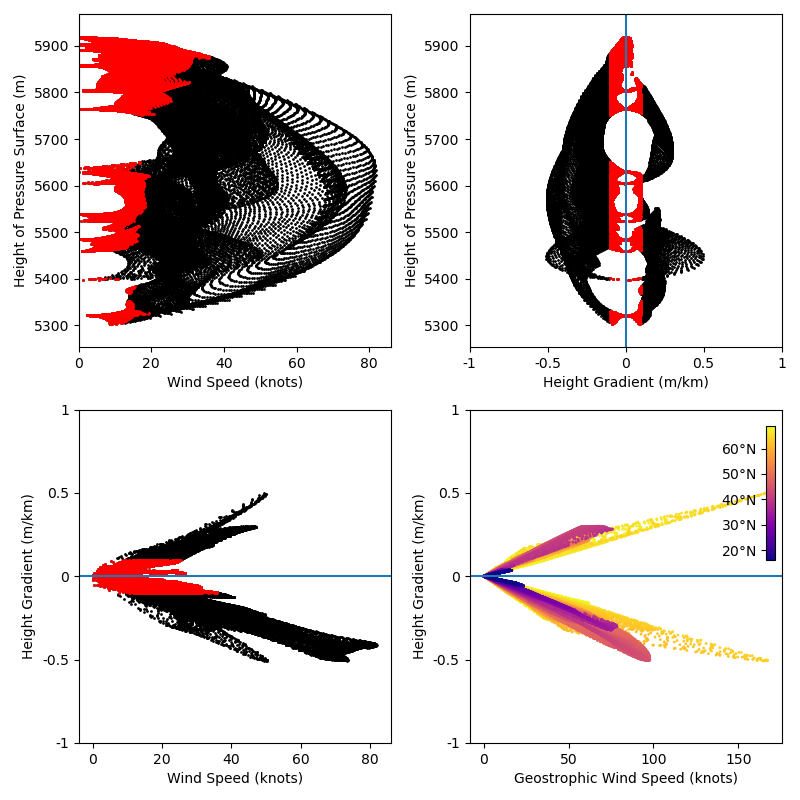 5900
5800
5700
5600
5500
5400
5300
Height of Pressure Surface (m)
0 20 40 60 80
Wind Speed (knots)
5900
5800
5700
5600
5500
5400
5300
Height of Pressure Surface (m)
-1 -0.5 0 0.5 1
Height Gradient (m/km)
1
0.5
0
-0.5
-1
Height Gradient (m/km)
0 20 40 60 80
Wind Speed (knots)
1
0.5
0
-0.5
-1
Height Gradient (m/km)
60°N
50°N
40°N
30°N
20°N
0 50 100 150
Geostrophic Wind Speed (knots)